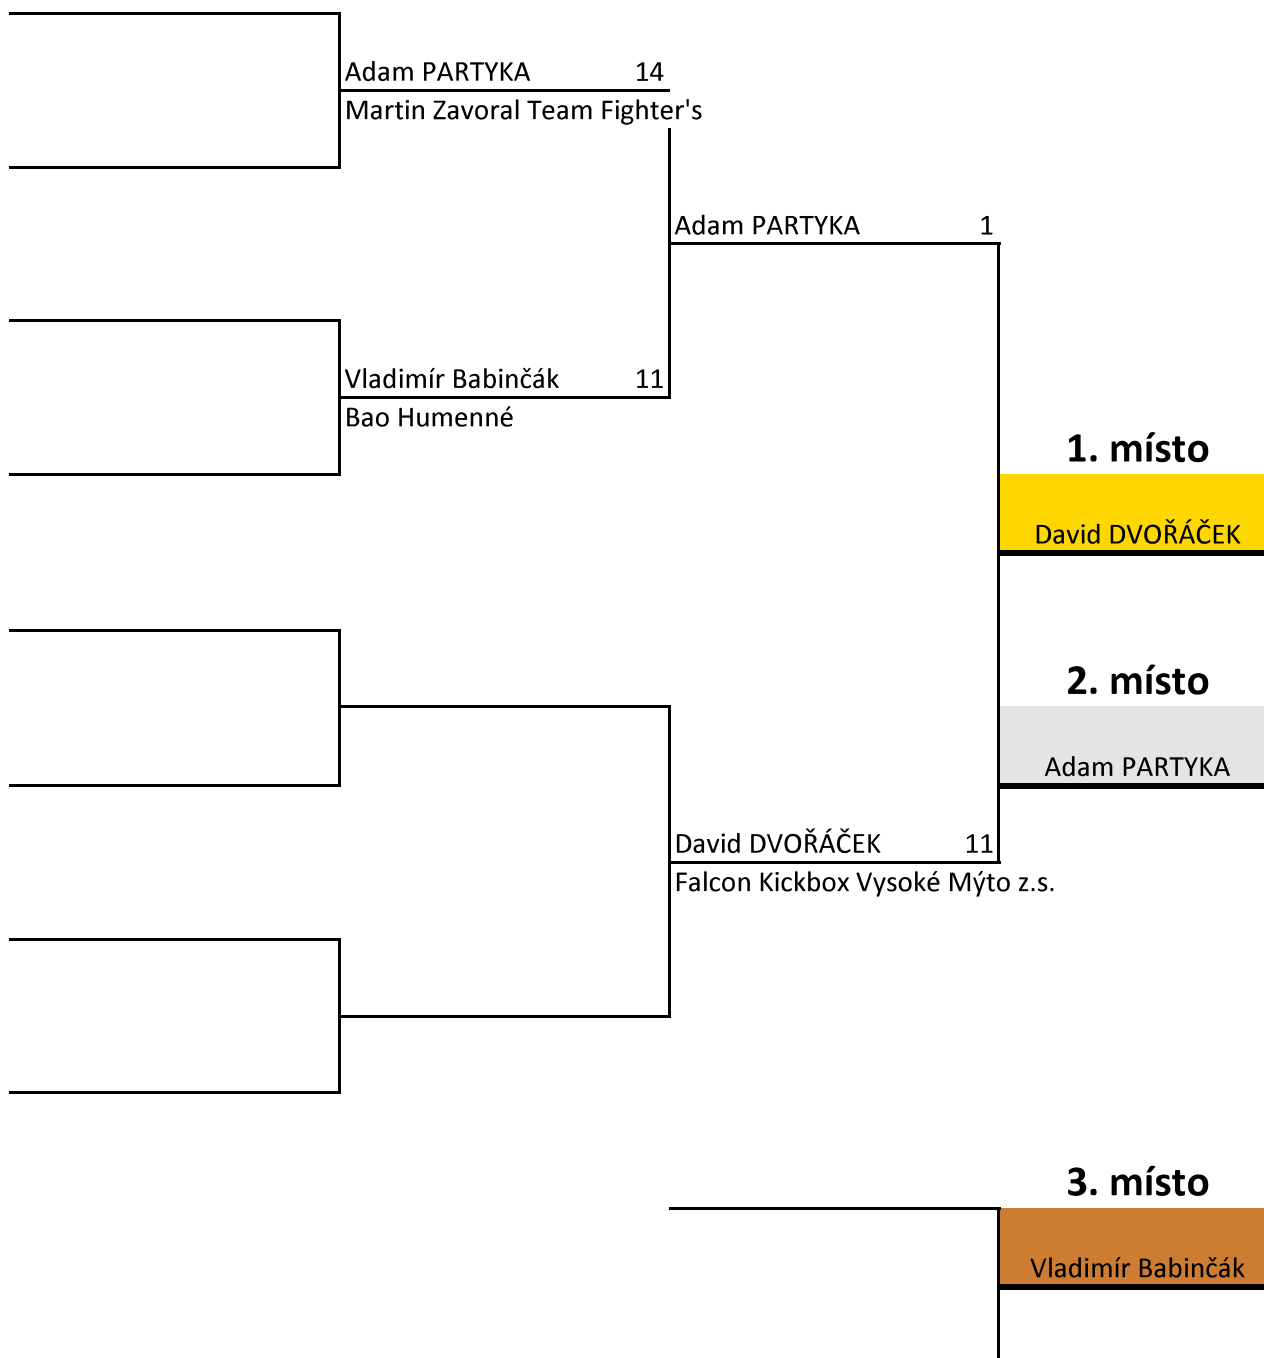 Adam PARTYKA 14
Martin Zavoral Team Fighter's
Adam PARTYKA 1
Vladimír Babinčák 11
Bao Humenné
1. místo
David DVOŘÁČEK
2. místo
Adam PARTYKA
David DVOŘÁČEK 11
Falcon Kickbox Vysoké Mýto z.s.
3. místo
Vladimír Babinčák